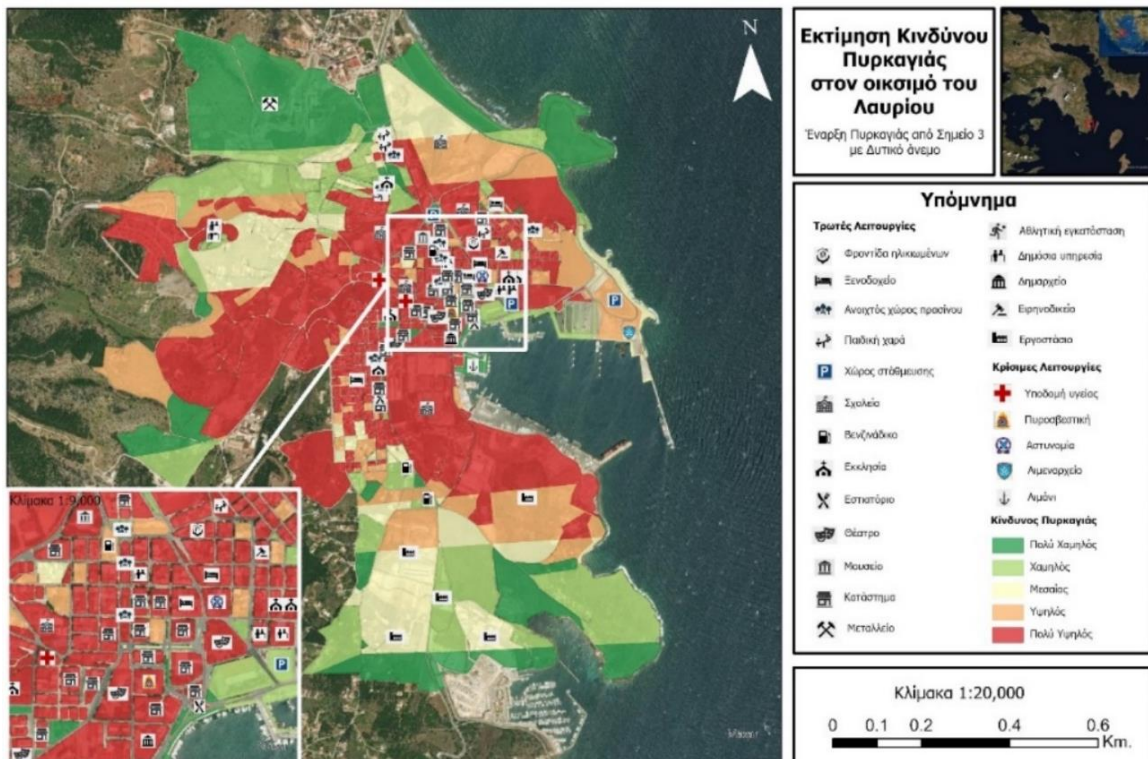 Εκτίμηση Κινδύνου
Πυρκαγιάς
στον οικσιμό του
Λαυρίου
Έναρξη Πυρκαγιάς από Σημείο 3
με Δυτικό άνεμο
N
Υπόμνημα
Τρωτές Λειτουργίες
Φροντίδα ηλικιωμένων
Ξενοδοχείο
Ανοιχτός χώρος πρασίνου
Παιδική χαρά
Χώρος στάθμευσης
Σχολείο
Βενζινάδικο
Εκκλησία
Εστιατόριο
Θέατρο
Μουσείο
Κατάστημα
Μεταλλείο
Αθλητική εγκατάσταση
Δημόσια υπηρεσία
Δημαρχείο
Ειρηνοδικείο
Εργοστάσιο
Κρίσιμες Λειτουργίες
Υποδομή υγείας
Πυροσβεστική
Αστυνομία
Λιμεναρχείο
Λιμάνι
Κίνδυνος Πυρκαγιάς
Πολύ Χαμηλός
Χαμηλός
Μεσαίος
Υψηλός
Πολύ Υψηλός
Κλίμακα 1:9,000
Maxar
Κλίμακα 1:20,000
0 0.1 0.2 0.4 0.6
Km.